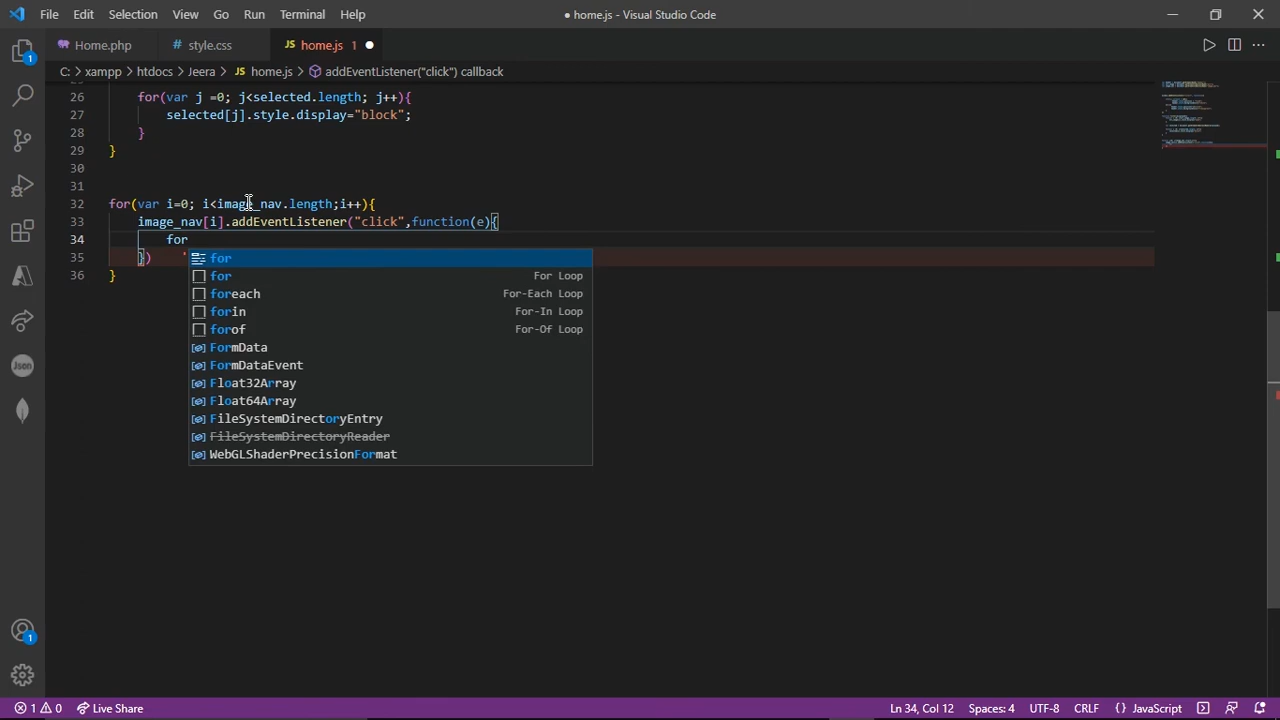 File Edit Selection View Go Run Terminal Help
● home.js - Visual Studio Code
Home.php
style.css
JS home.js 1
C: > xampp > htdocs > Jeera > JS home.js > addEventListener("click") callback
26 for(var j =0; j<selected.length; j++){
27 selected[j].style.display="block";
28 }
29 }
30
31
32 for(var i=0; i<image_nav.length;i++){
33 image_nav[i].addEventListener("click",function(e){
34 for
35 })
36 }
for
for For Loop
foreach For-Each Loop
forin For-In Loop
forof For-Of Loop
FormData
FormDataEvent
Float32Array
Float64Array
FileSystemDirectoryEntry
FileSystemDirectoryReader
WebGLShaderPrecisionFormat
1
Json
1
1 0 Live Share
Ln 34, Col 12 Spaces: 4 UTF-8 CRLF {} JavaScript